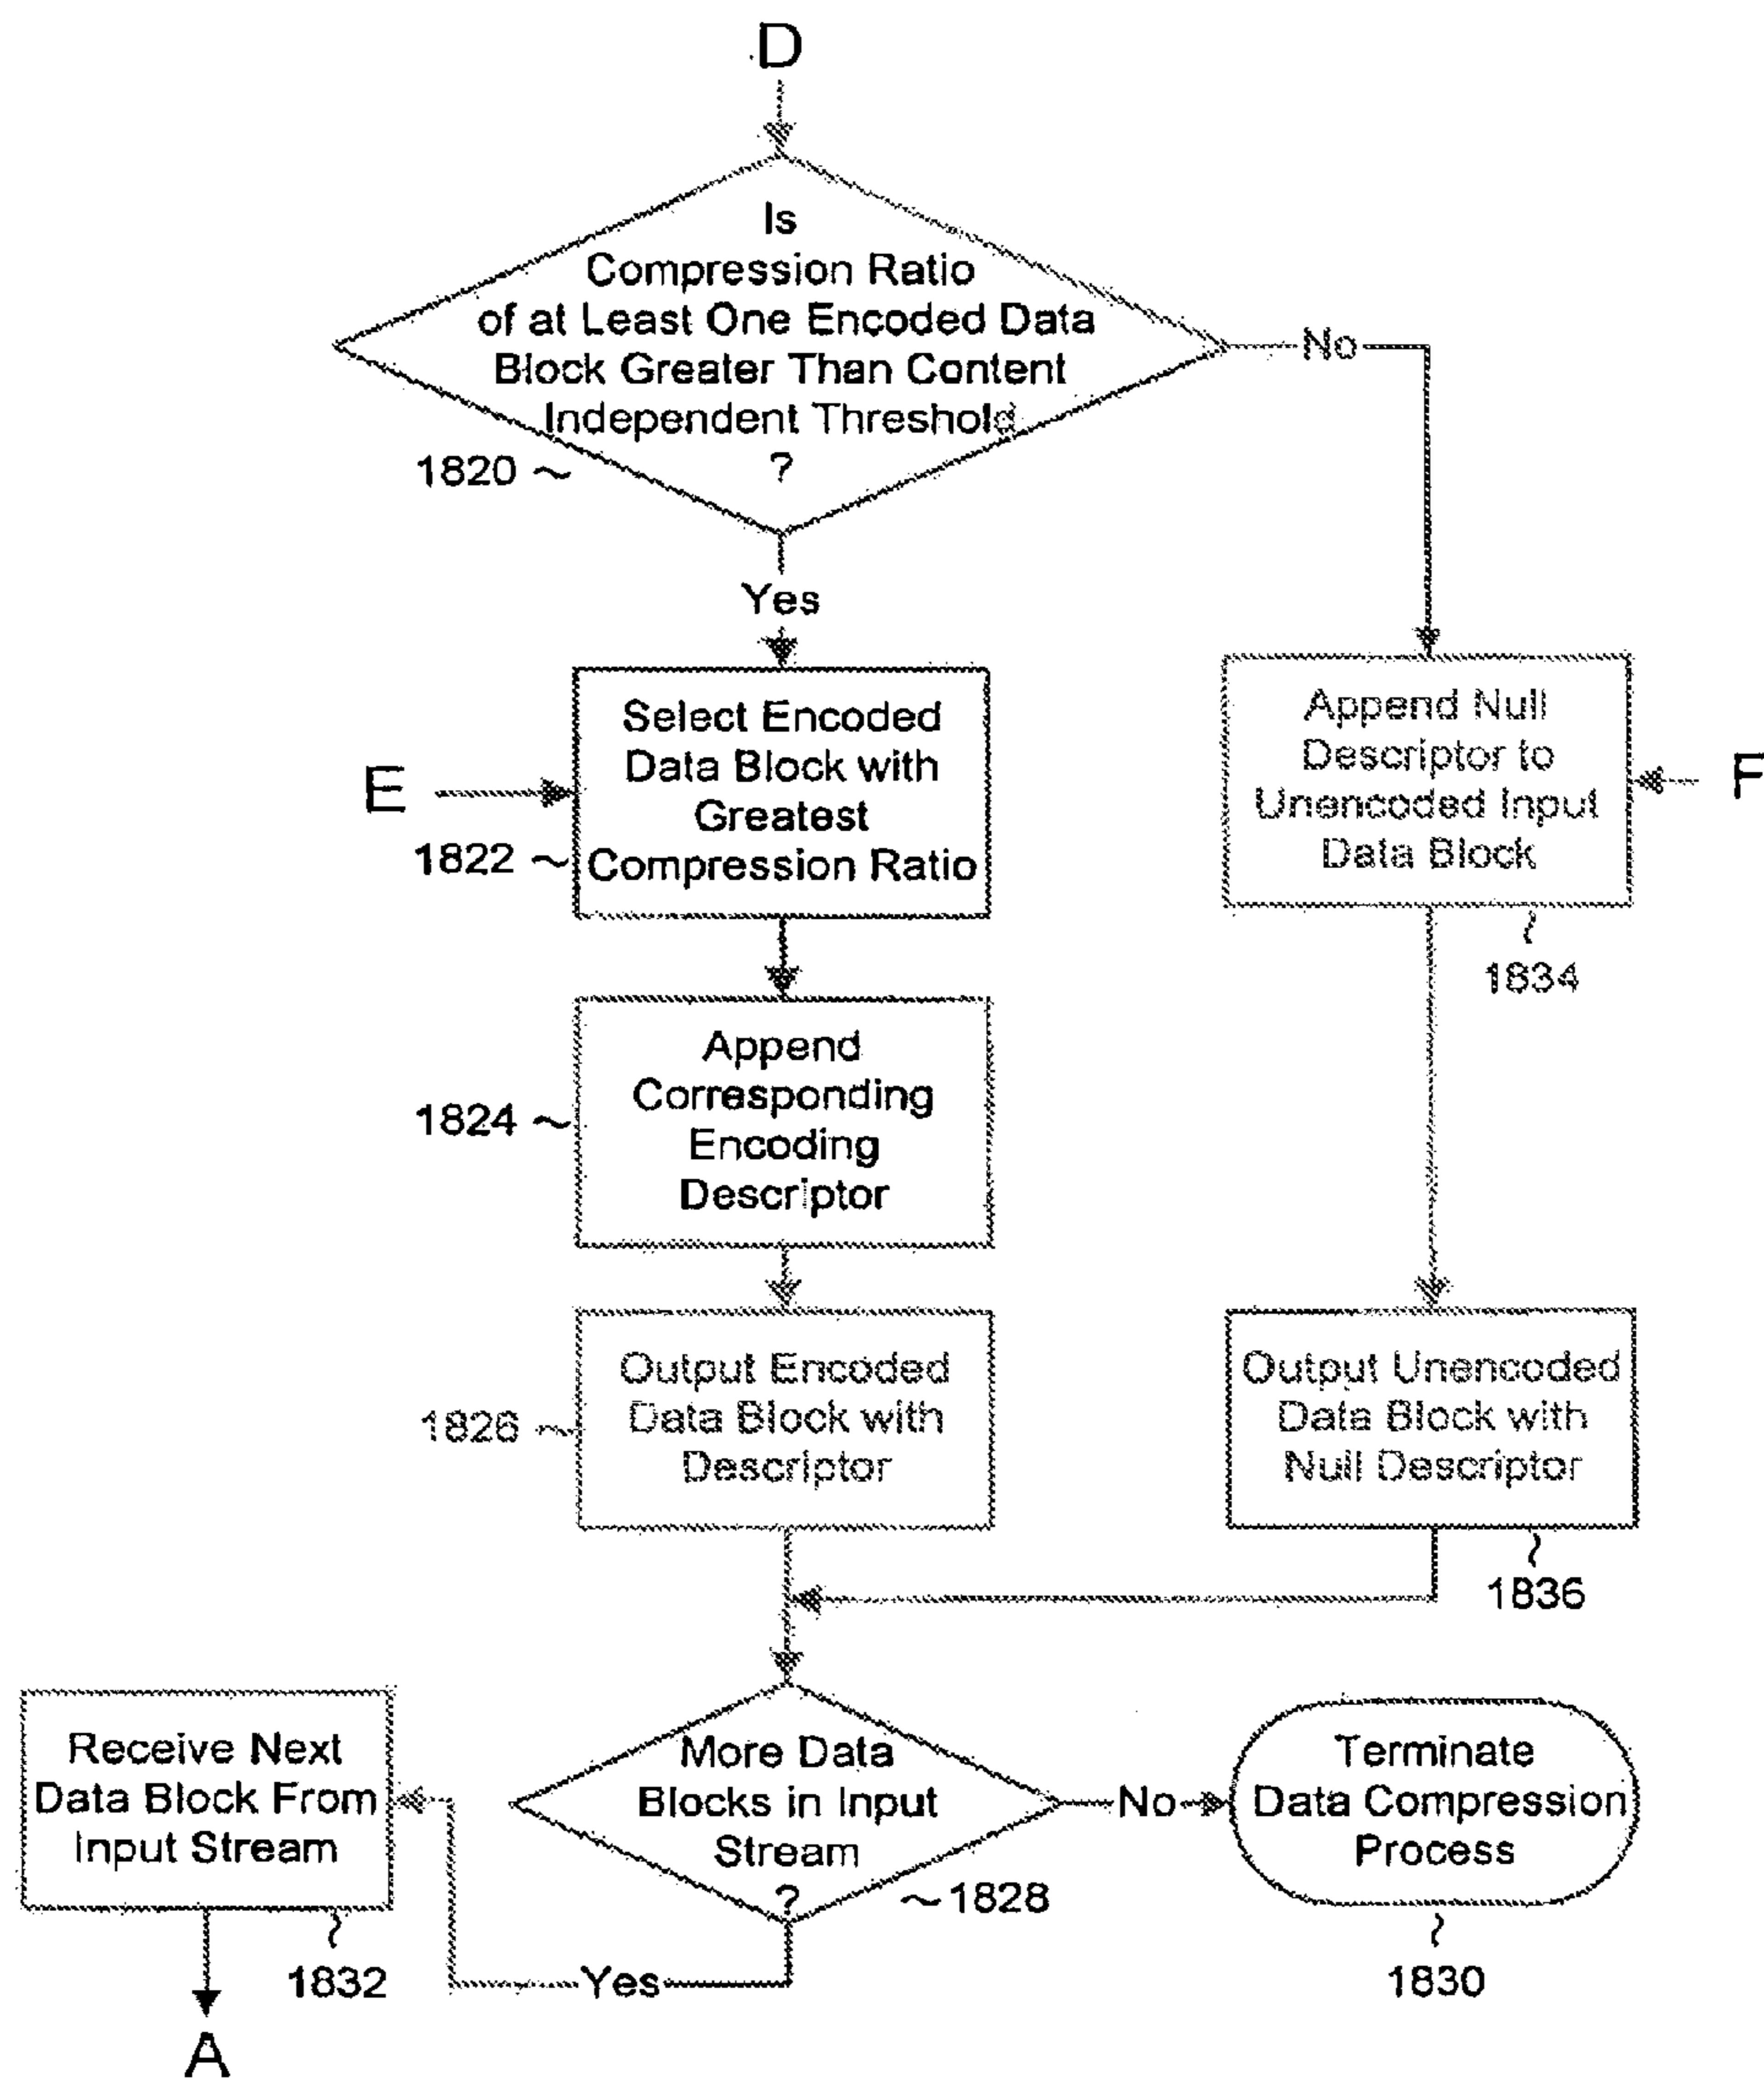 D
Is
Compression Ratio
of at Least One Encoded Data
Block Greater Than Content
Independent Threshold
?
1820
No
Yes
Select Encoded
Data Block with
Greatest
Compression Ratio
E
1822
Append Null
Descriptor to
Unencoded Input
Data Block
F
1834
Append
Corresponding
Encoding
Descriptor
1824
Output Encoded
Data Block with
Descriptor
1826
Output Unencoded
Data Block with
Null Descriptor
1836
Receive Next
Data Block From
Input Stream
1832
A
More Data
Blocks in Input
Stream
?
1828
Yes
No
Terminate
Data Compression
Process
1830